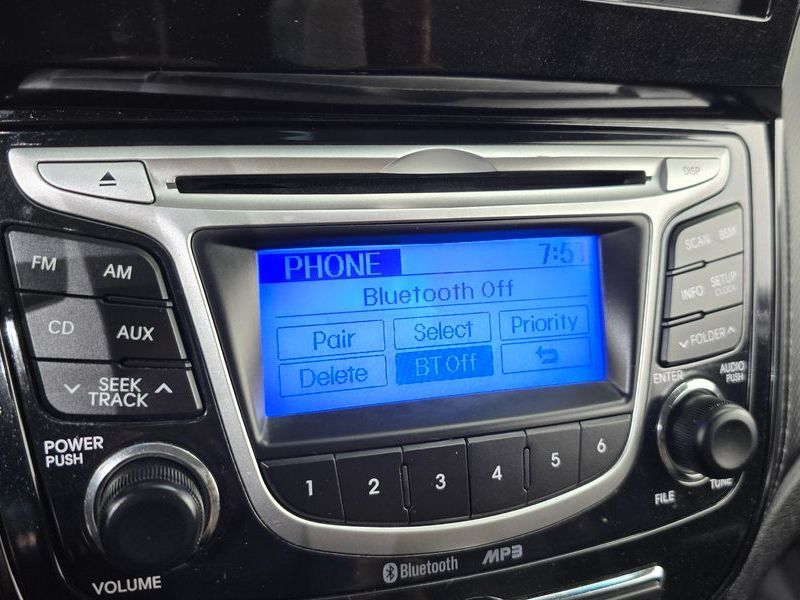 DISP
FM
AM
CD
AUX
SEEK
TRACK
POWER
PUSH
VOLUME
PHONE 7:51
Bluetooth Off
Pair Select Priority
Delete BT Off
SCAN BSM
INFO SETUP
CLOCK
FOLDER
ENTER AUDIO
PUSH
FILE TUNE
1 2 3 4 5 6
Bluetooth MP3